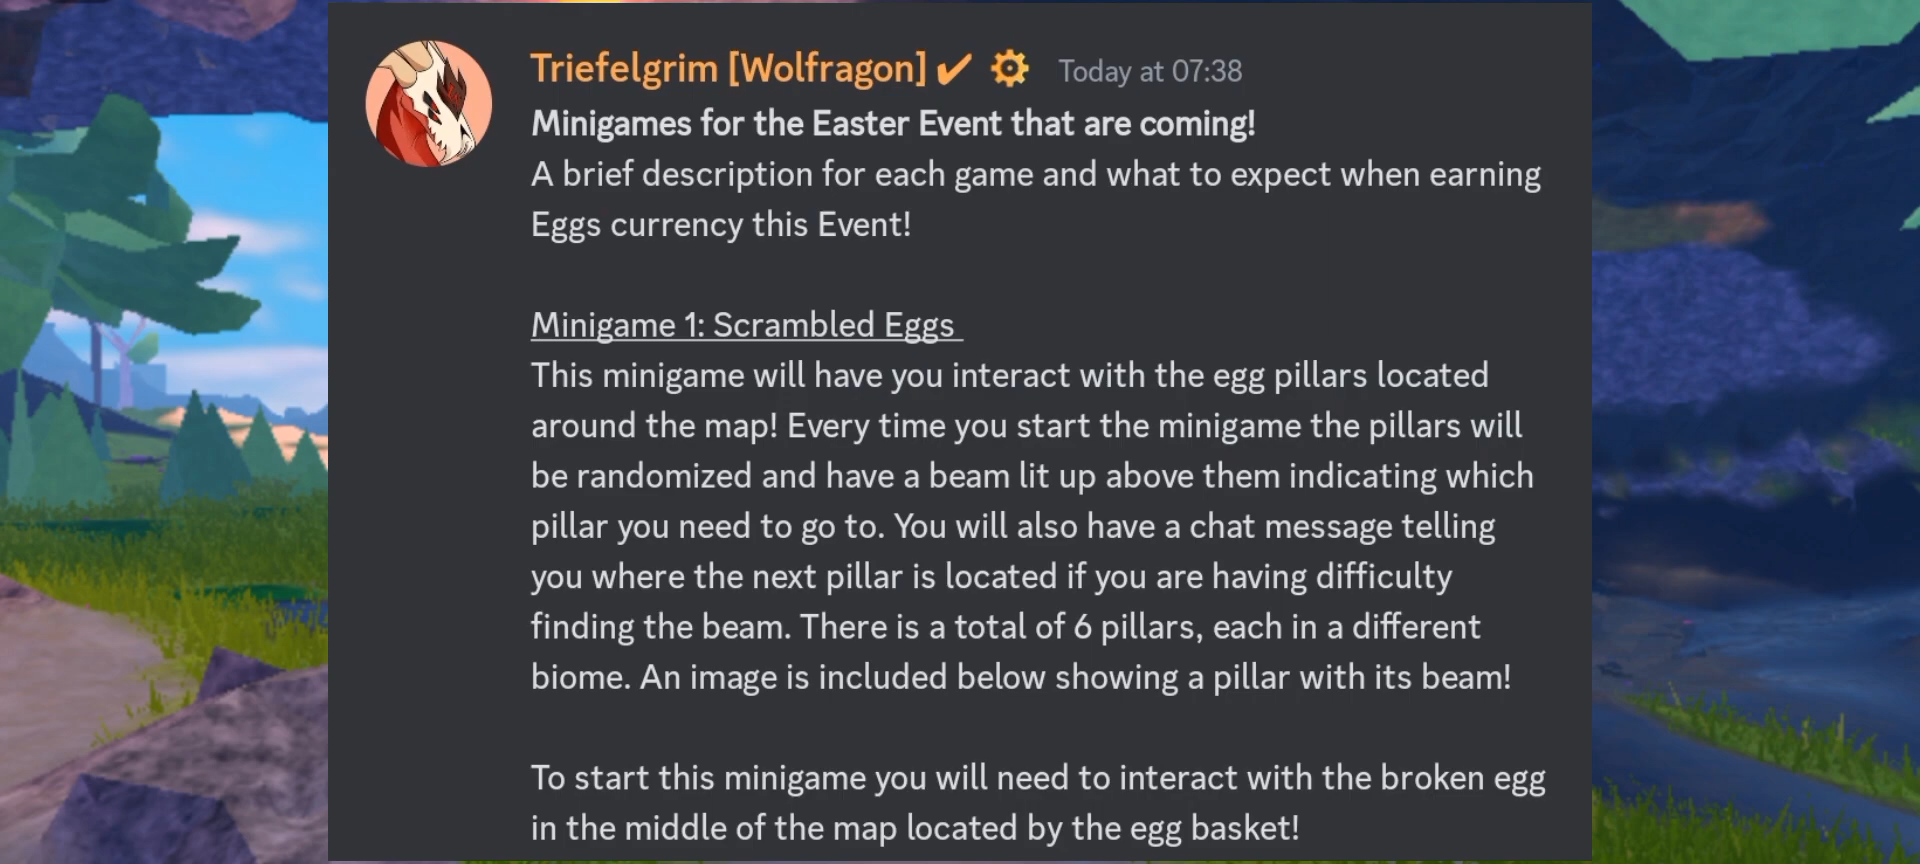 Triefelgrim [Wolfragon] ✔ Today at 07:38
Minigames for the Easter Event that are coming!
A brief description for each game and what to expect when earning
Eggs currency this Event!
Minigame 1: Scrambled Eggs
This minigame will have you interact with the egg pillars located
around the map! Every time you start the minigame the pillars will
be randomized and have a beam lit up above them indicating which
pillar you need to go to. You will also have a chat message telling
you where the next pillar is located if you are having difficulty
finding the beam. There is a total of 6 pillars, each in a different
biome. An image is included below showing a pillar with its beam!
To start this minigame you will need to interact with the broken egg
in the middle of the map located by the egg basket!